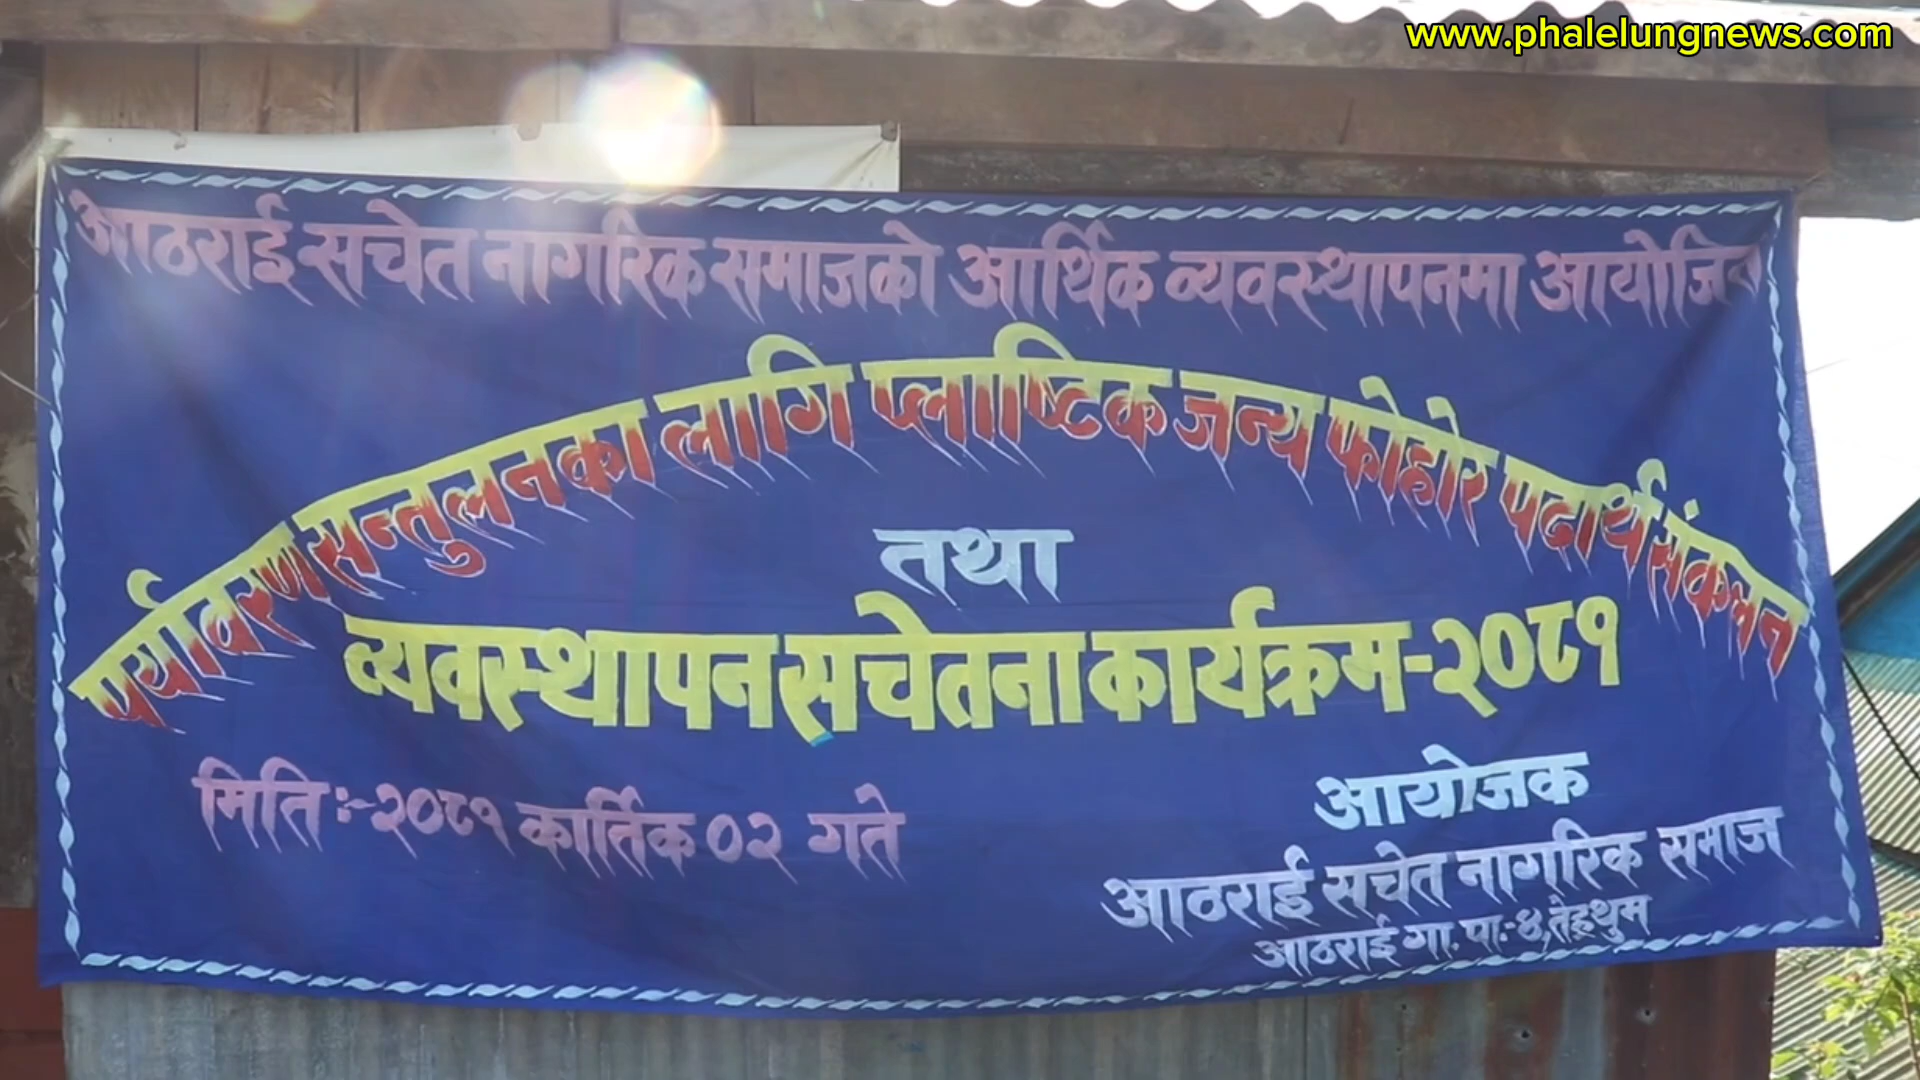 www.phalelungnews.com
आठराई सचेत नागरिक समाजको आर्थिक व्यवस्थापनमा आयोजित
पर्यावरण सन्तुलनका लागि प्लाष्टिक जन्य फोहोर पदार्थ संकलन
तथा
व्यवस्थापन सचेतना कार्यक्रम-२०८१
मिति:-२०८१ कार्तिक ०२ गते
आयोजक
आठराई सचेत नागरिक समाज
आठराई गा.पा.-४,तेह्रथुम